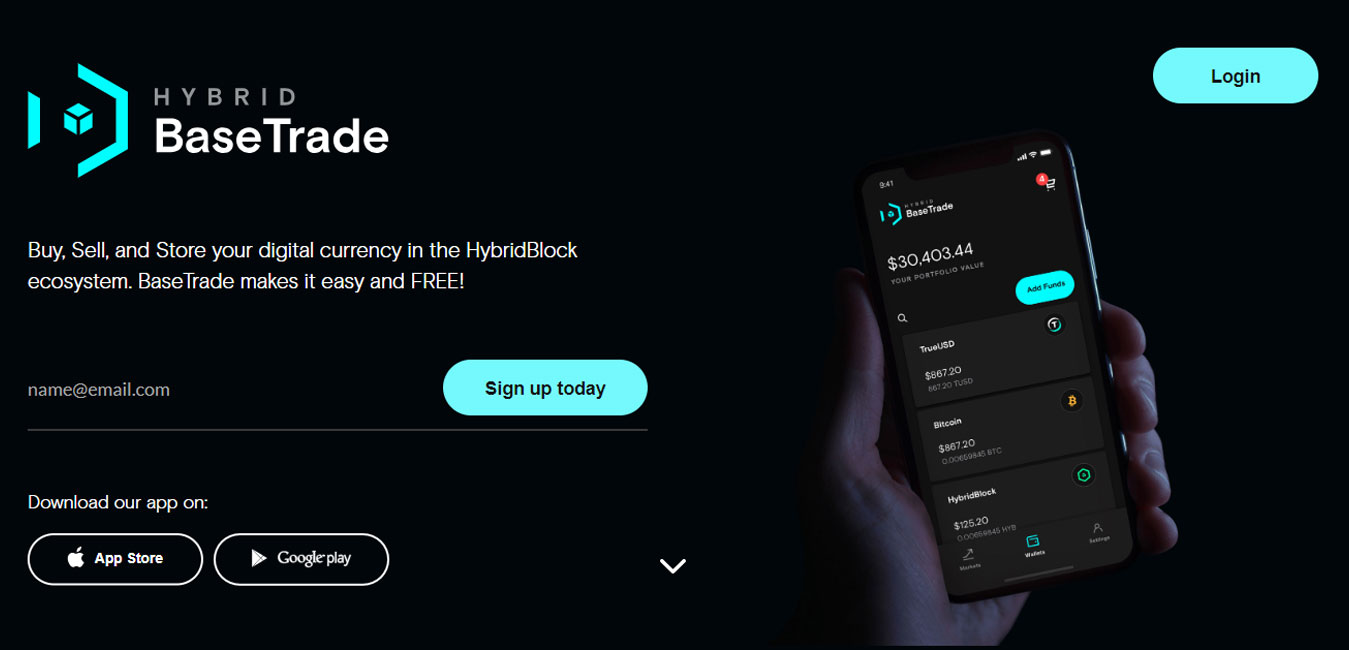 Login
HYBRID
BaseTrade
Buy, Sell, and Store your digital currency in the HybridBlock
ecosystem. BaseTrade makes it easy and FREE!
name@email.com
Sign up today
Download our app on:
App Store
Google play
9:41
4
HYBRID
BaseTrade
$30,403.44
YOUR PORTFOLIO VALUE
Add Funds
TrueUSD
$867.20
867.20 TUSD
Bitcoin
$867.20
0.00659845 BTC
HybridBlock
$125.20
0.00659845 HYB
Markets
Wallets
Settings